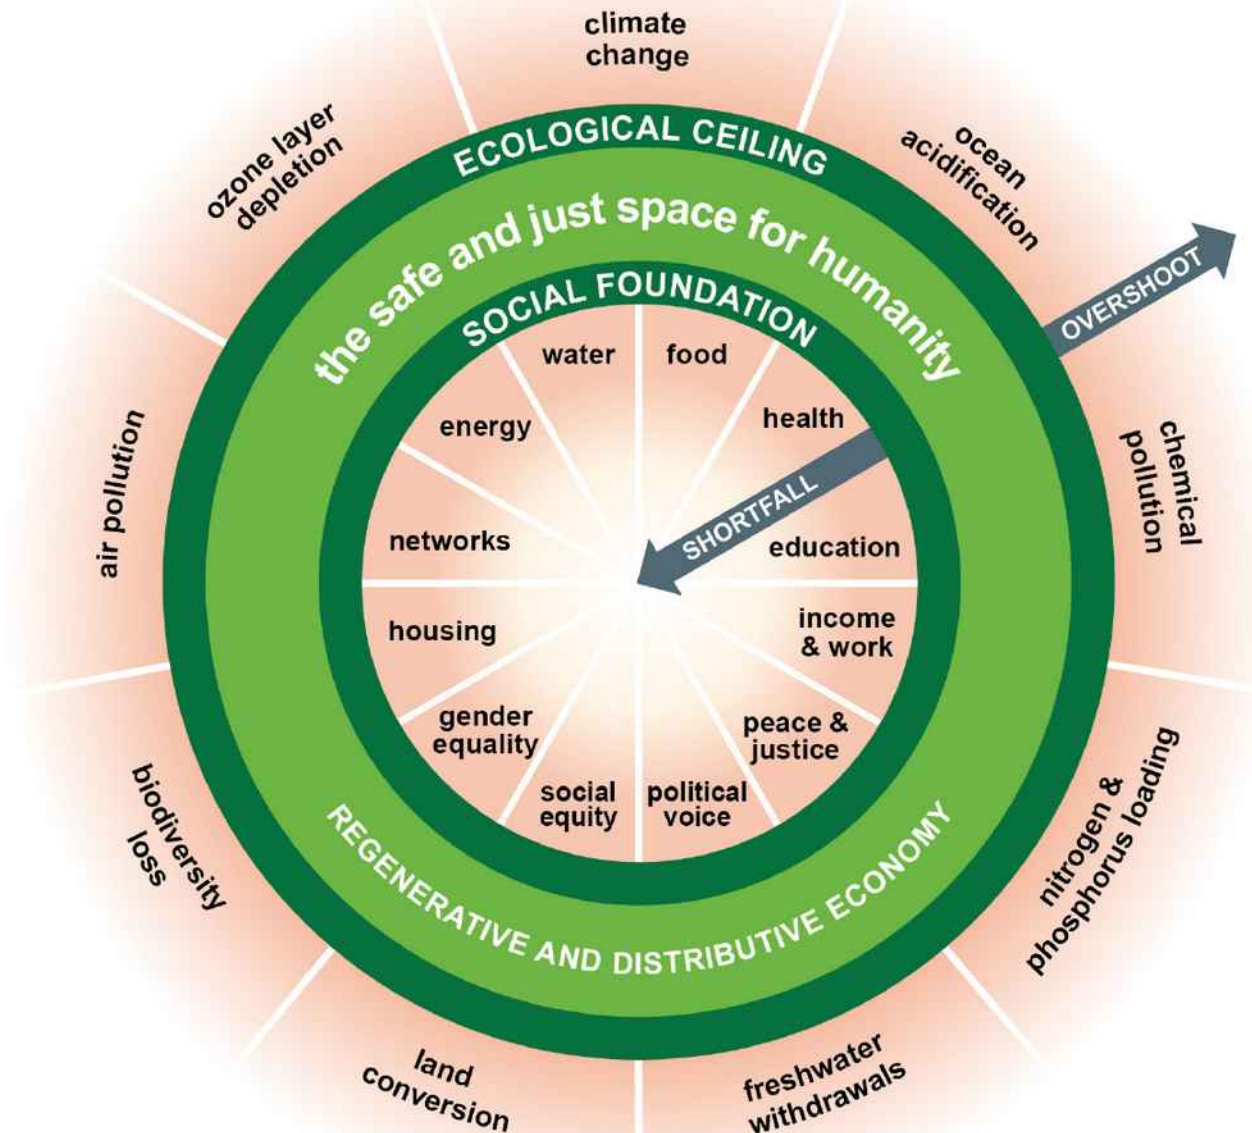 climate
change
ozone layer
depletion
ocean
acidification
ECOLOGICAL CEILING
the safe and just space for humanity
OVERSHOOT
SOCIAL FOUNDATION
water
food
energy
health
air pollution
chemical
pollution
SHORTFALL
networks
education
housing
income
& work
gender
equality
peace &
justice
social
equity
political
voice
biodiversity
loss
nitrogen &
phosphorus loading
REGENERATIVE AND DISTRIBUTIVE ECONOMY
land
conversion
freshwater
withdrawals